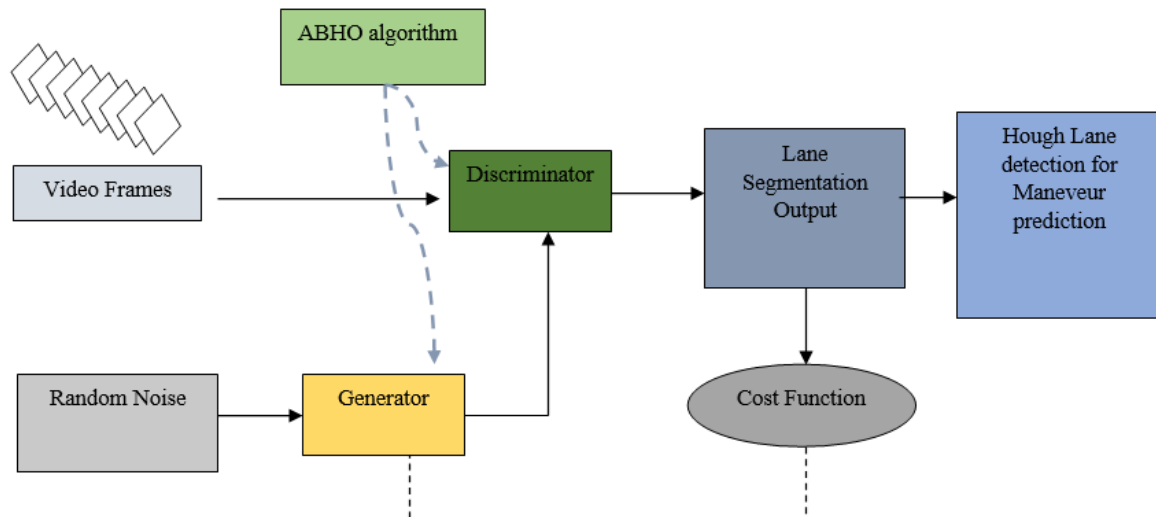 ABHO algorithm
Video Frames
Discriminator
Lane
Segmentation
Output
Hough Lane
detection for
Maneveur
prediction
Random Noise
Generator
Cost Function